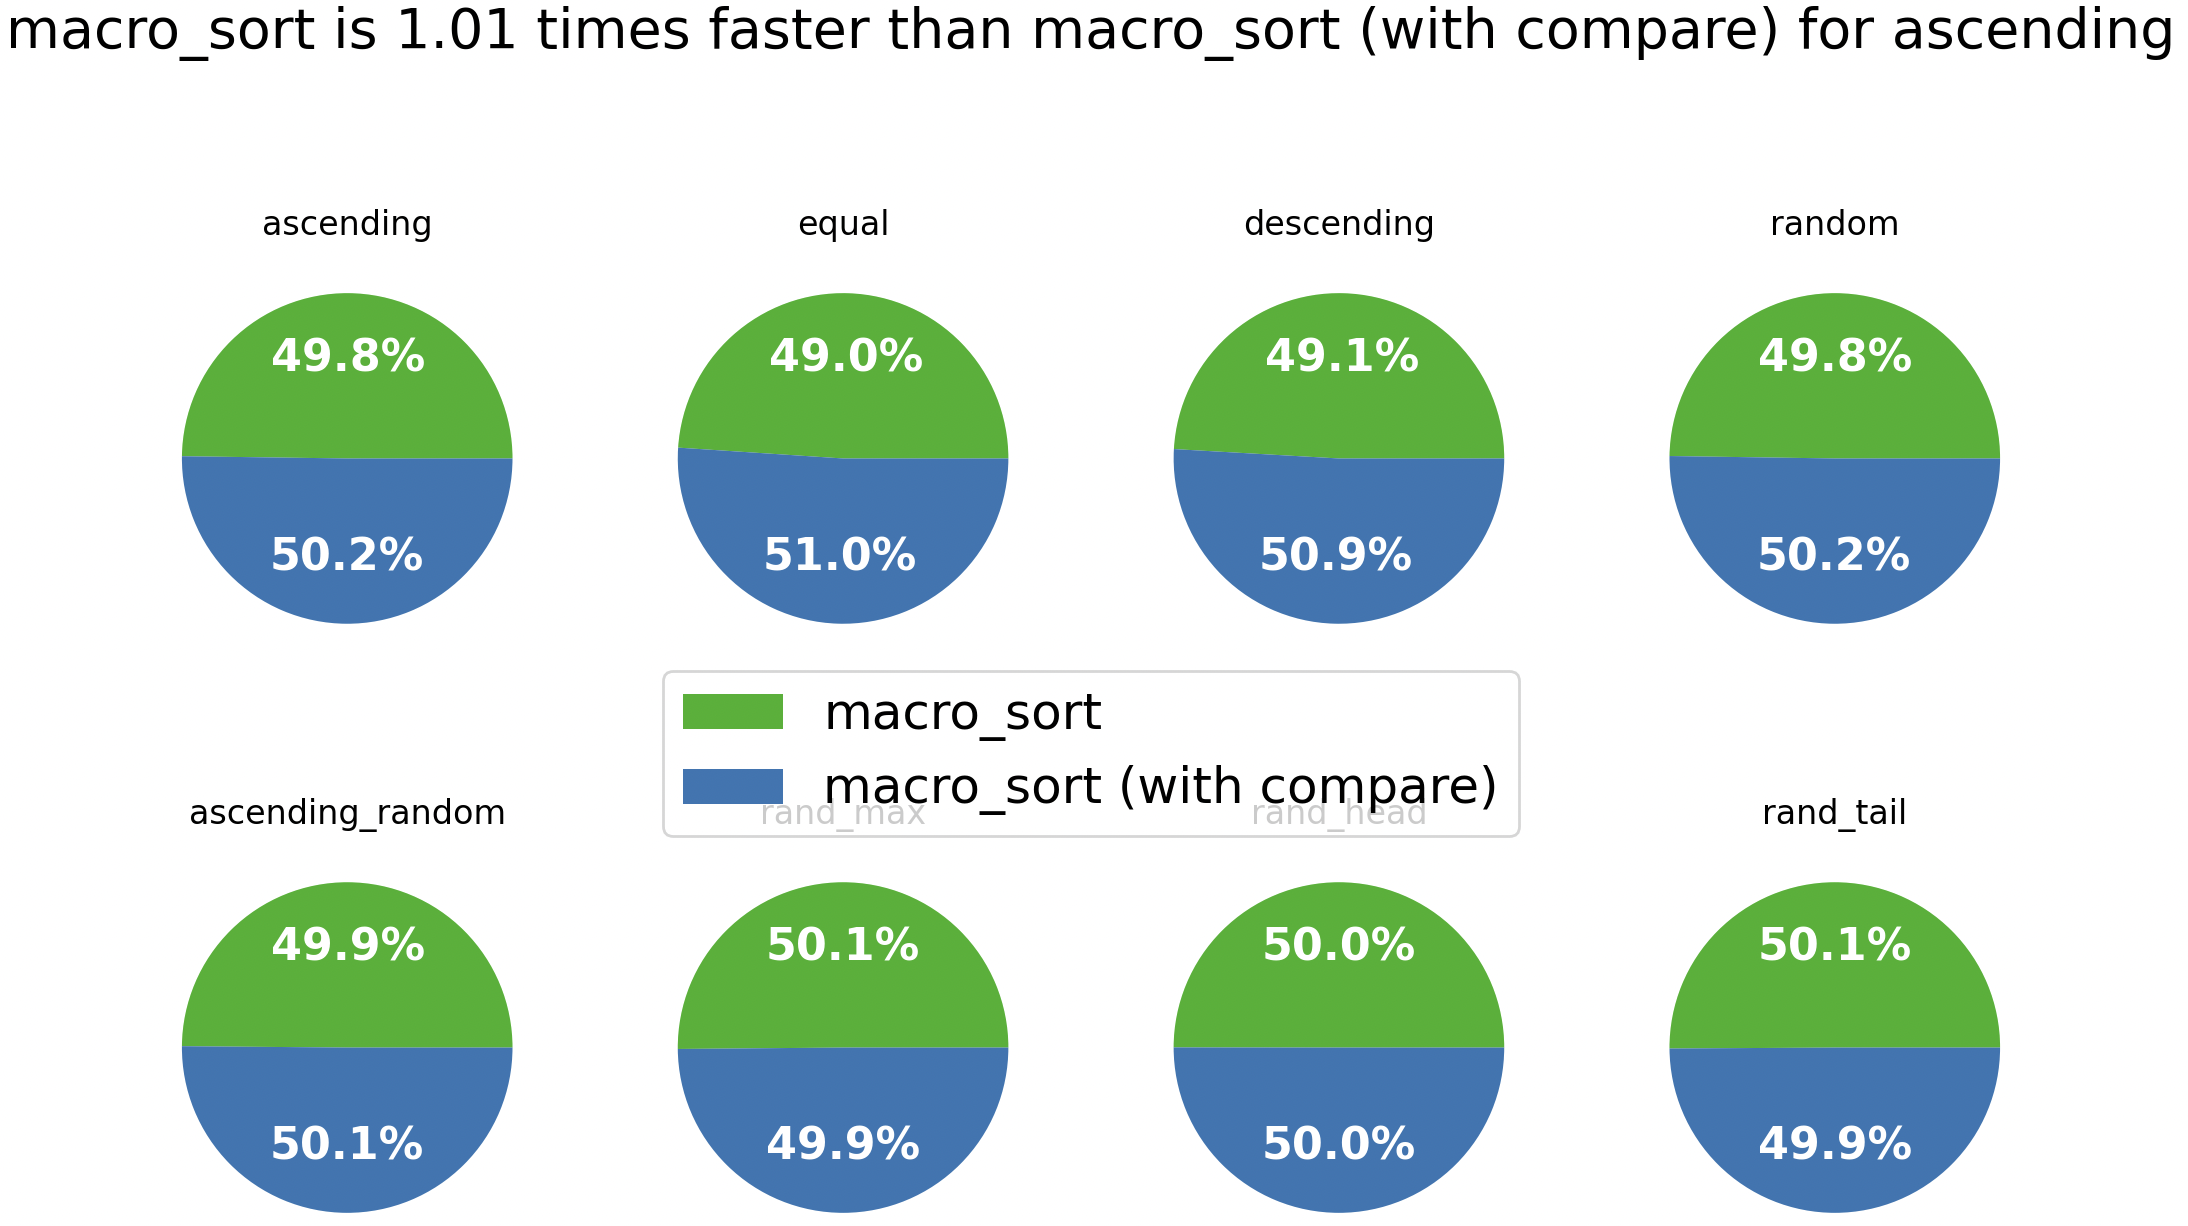 macro_sort is 1.01 times faster than macro_sort (with compare) for ascending
ascending
equal
descending
random
49.8%
49.0%
49.1%
49.8%
50.2%
51.0%
50.9%
50.2%
macro_sort
macro_sort (with compare)
ascending_random
rand_max
rand_head
rand_tail
49.9%
50.1%
50.0%
50.1%
50.1%
49.9%
50.0%
49.9%